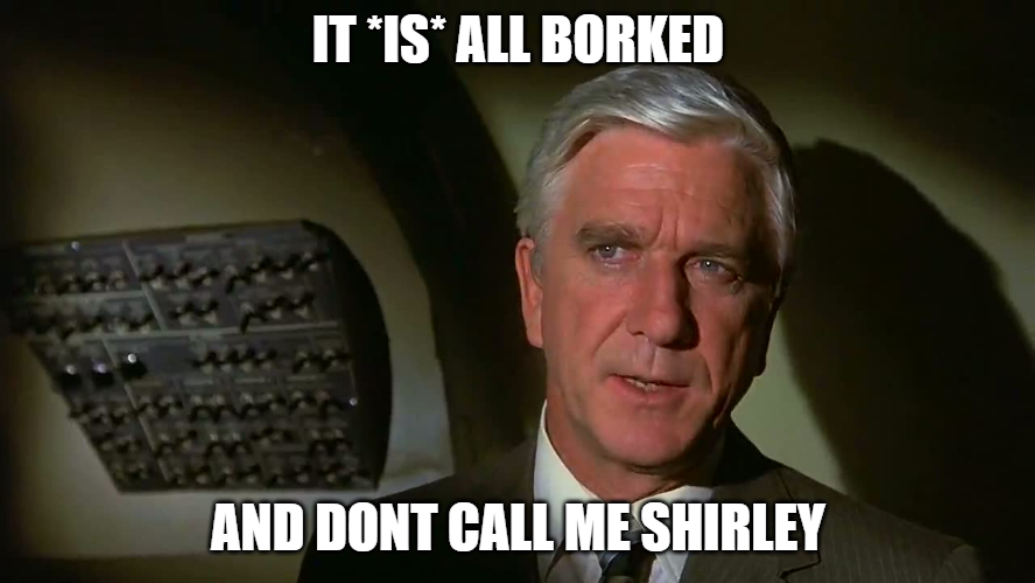 IT *IS* ALL BORKED
AND DONT CALL ME SHIRLEY